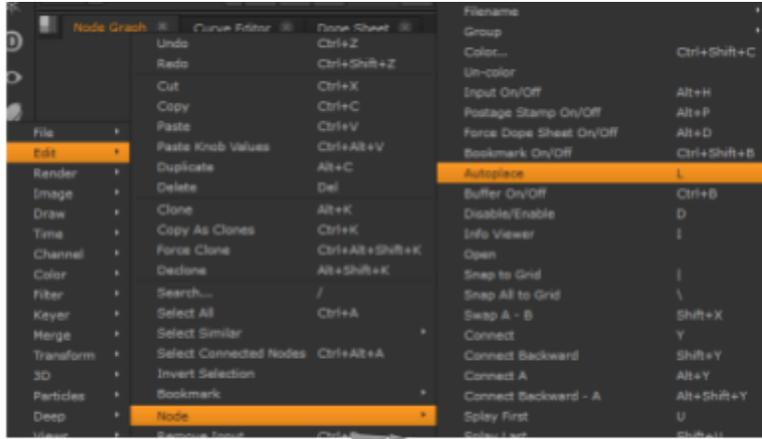 Node Graph
Curve Editor
Dope Sheet
File
Edit
Render
Image
Draw
Time
Channel
Color
Filter
Keyer
Merge
Transform
3D
Particles
Deep
Views
Undo Ctrl+Z
Redo Ctrl+Shift+Z
Cut Ctrl+X
Copy Ctrl+C
Paste Ctrl+V
Paste Knob Values Ctrl+Alt+V
Duplicate Alt+C
Delete Del
Clone Alt+K
Copy As Clones Ctrl+K
Force Clone Ctrl+Alt+Shift+K
Declone Alt+Shift+K
Search... /
Select All Ctrl+A
Select Similar
Select Connected Nodes Ctrl+Alt+A
Invert Selection
Bookmark
Node
Remove Input
Filename
Group
Color... Ctrl+Shift+C
Un-color
Input On/Off Alt+H
Postage Stamp On/Off Alt+P
Force Dope Sheet On/Off Alt+D
Bookmark On/Off Ctrl+Shift+B
Autoplace L
Buffer On/Off Ctrl+B
Disable/Enable D
Info Viewer I
Open
Snap to Grid |
Snap All to Grid \
Swap A - B Shift+X
Connect Y
Connect Backward Shift+Y
Connect A Alt+Y
Connect Backward - A Alt+Shift+Y
Splay First U
Splay Last Shift+U